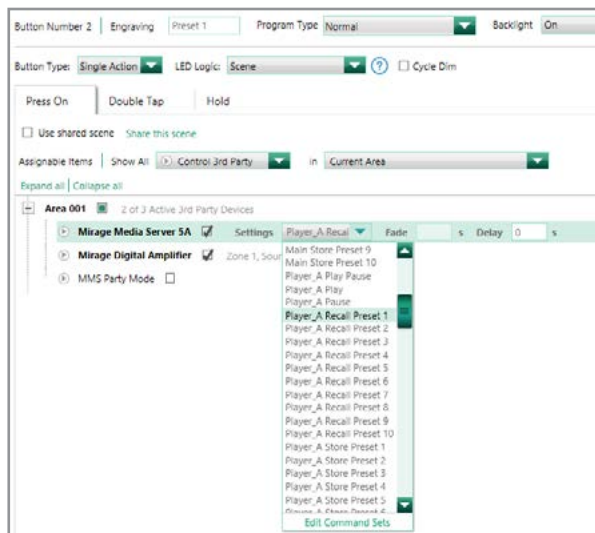 Button Number 2 | Engraving Preset 1 Program Type Normal Backlight On
Button Type: Single Action LED Logic: Scene ? Cycle Dim
Press On Double Tap Hold
Use shared scene Share this scene
Assignable Items | Show All Control 3rd Party in Current Area
Expand all | Collapse all
Area 001 2 of 3 Active 3rd Party Devices
Mirage Media Server 5A Settings Player_A Recal Fade s Delay 0 s
Mirage Digital Amplifier Zone 1, Sour
MMS Party Mode
Main Store Preset 9
Main Store Preset 10
Player_A Play Pause
Player_A Play
Player_A Pause
Player_A Recall Preset 1
Player_A Recall Preset 2
Player_A Recall Preset 3
Player_A Recall Preset 4
Player_A Recall Preset 5
Player_A Recall Preset 6
Player_A Recall Preset 7
Player_A Recall Preset 8
Player_A Recall Preset 9
Player_A Recall Preset 10
Player_A Store Preset 1
Player_A Store Preset 2
Player_A Store Preset 3
Player_A Store Preset 4
Player_A Store Preset 5
Edit Command Sets